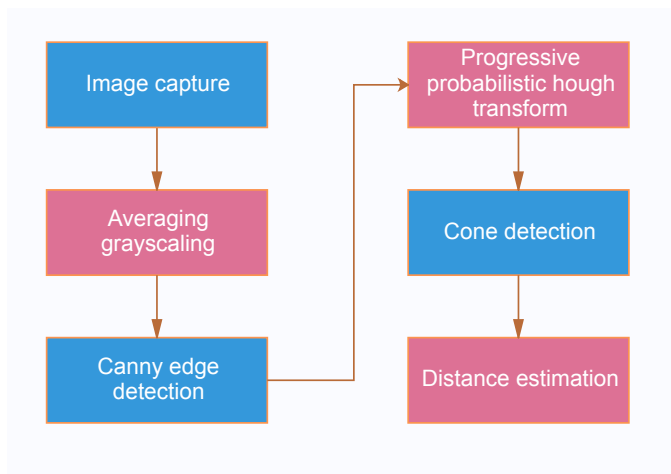 Image capture
Averaging
grayscaling
Canny edge
detection
Progressive
probabilistic hough
transform
Cone detection
Distance estimation